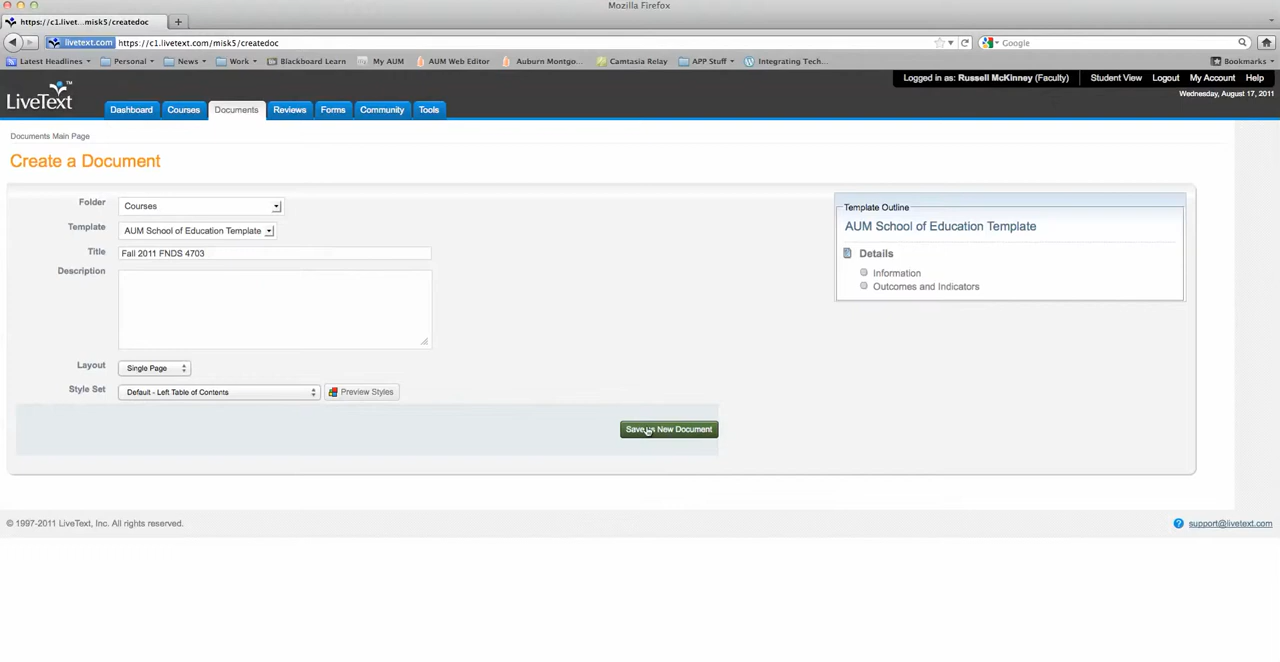 Mozilla Firefox
https://c1.livet...misk5/createdoc
livetext.com https://c1.livetext.com/misk5/createdoc
Google
Latest Headlines Personal News Work Blackboard Learn My AUM AUM Web Editor Auburn Montgo... Camtasia Relay APP Stuff Integrating Tech... Bookmarks
Logged in as: Russell McKinney (Faculty) Student View Logout My Account Help
Wednesday, August 17, 2011
LiveText™
Dashboard Courses Documents Reviews Forms Community Tools
Documents Main Page
Create a Document
Folder Courses
Template AUM School of Education Template
Title Fall 2011 FNDS 4703
Description
Layout Single Page
Style Set Default - Left Table of Contents Preview Styles
Save as New Document
Template Outline
AUM School of Education Template
Details
Information
Outcomes and Indicators
© 1997-2011 LiveText, Inc. All rights reserved.
? support@livetext.com